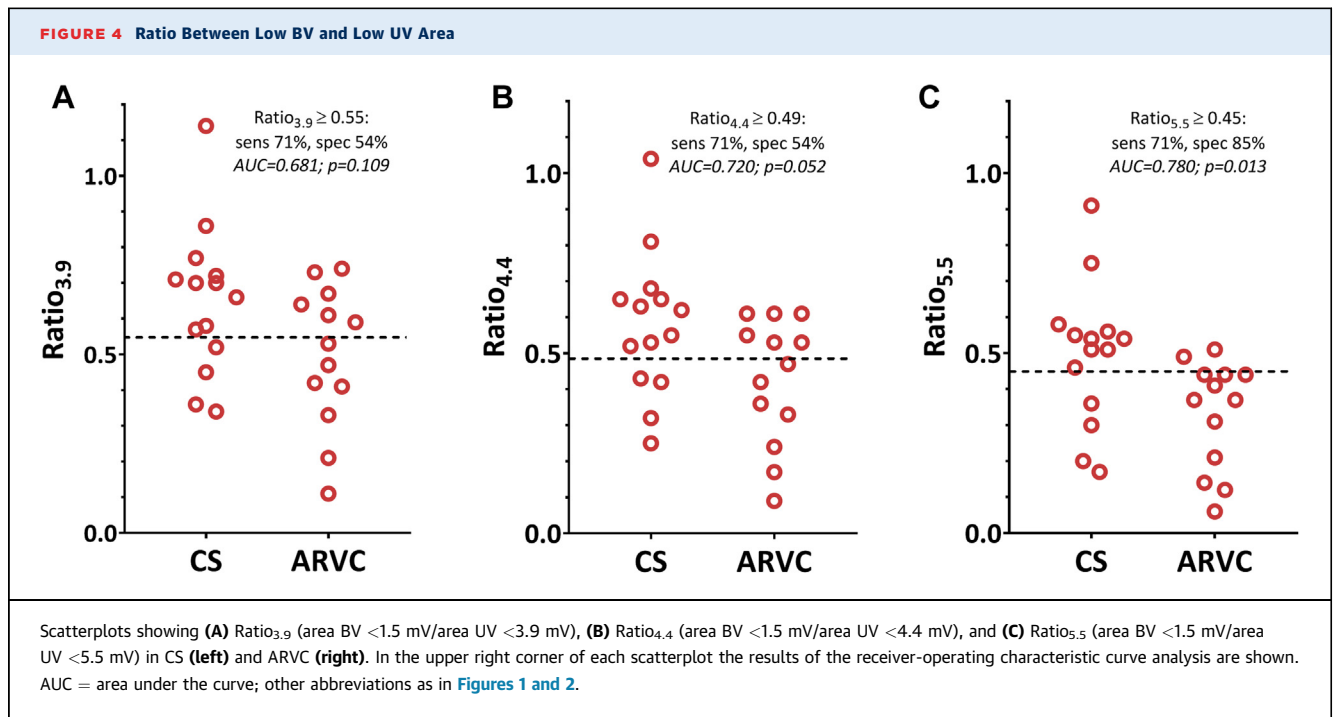 FIGURE 4 Ratio Between Low BV and Low UV Area
A
Ratio3.9 ≥ 0.55:
sens 71%, spec 54%
AUC=0.681; p=0.109
Ratio3.9
1.0
0.5
0.0
CS ARVC
B
Ratio4.4 ≥ 0.49:
sens 71%, spec 54%
AUC=0.720; p=0.052
Ratio4.4
1.0
0.5
0.0
CS ARVC
C
Ratio5.5 ≥ 0.45:
sens 71%, spec 85%
AUC=0.780; p=0.013
Ratio5.5
1.0
0.5
0.0
CS ARVC
Scatterplots showing (A) Ratio3.9 (area BV <1.5 mV/area UV <3.9 mV), (B) Ratio4.4 (area BV <1.5 mV/area UV <4.4 mV), and (C) Ratio5.5 (area BV <1.5 mV/area
UV <5.5 mV) in CS (left) and ARVC (right). In the upper right corner of each scatterplot the results of the receiver-operating characteristic curve analysis are shown.
AUC = area under the curve; other abbreviations as in Figures 1 and 2.